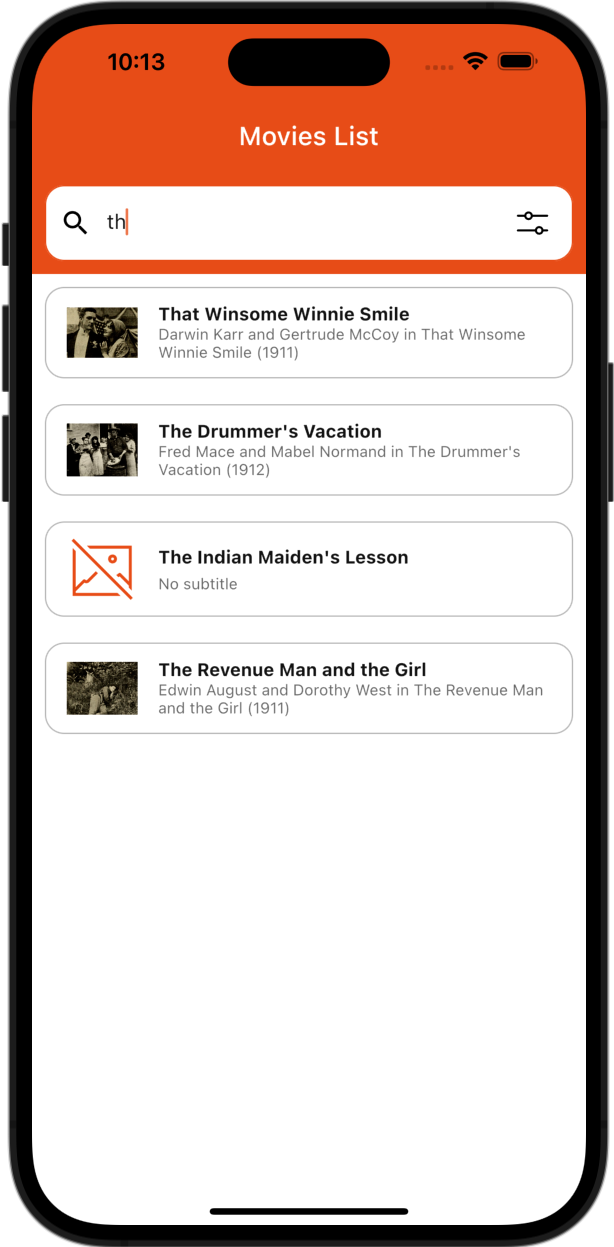 10:13
Movies List
th
That Winsome Winnie Smile
Darwin Karr and Gertrude McCoy in That Winsome
Winnie Smile (1911)
The Drummer's Vacation
Fred Mace and Mabel Normand in The Drummer's
Vacation (1912)
The Indian Maiden's Lesson
No subtitle
The Revenue Man and the Girl
Edwin August and Dorothy West in The Revenue Man
and the Girl (1911)